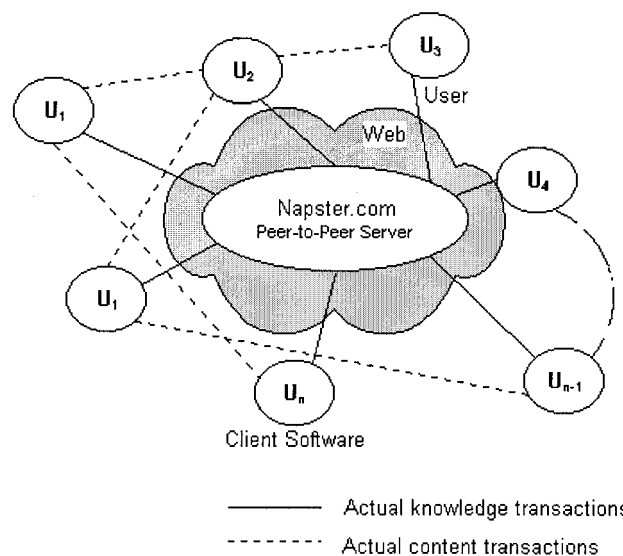 U3
U2
User
U1
Web
U4
Napster.com
Peer-to-Peer Server
U1
Un
Un-1
Client Software
Actual knowledge transactions
Actual content transactions